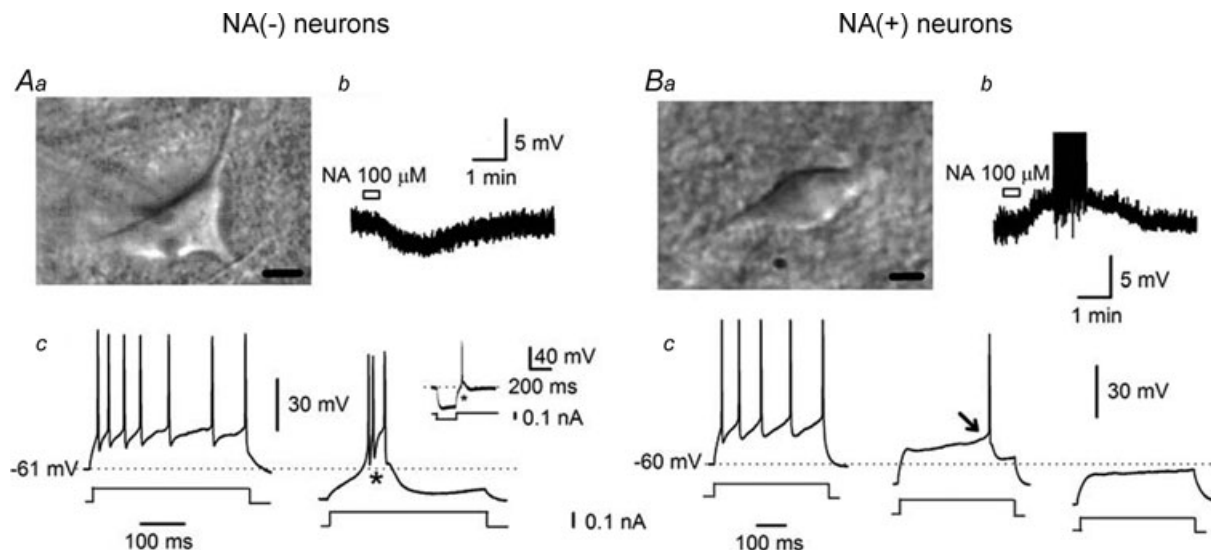 NA(-) neurons
NA(+) neurons
Aa
b
5 mV
1 min
NA 100 μM
Ba
b
NA 100 μM
5 mV
1 min
c
30 mV
40 mV
200 ms
*
0.1 nA
-61 mV
*
100 ms
0.1 nA
c
30 mV
-60 mV
100 ms